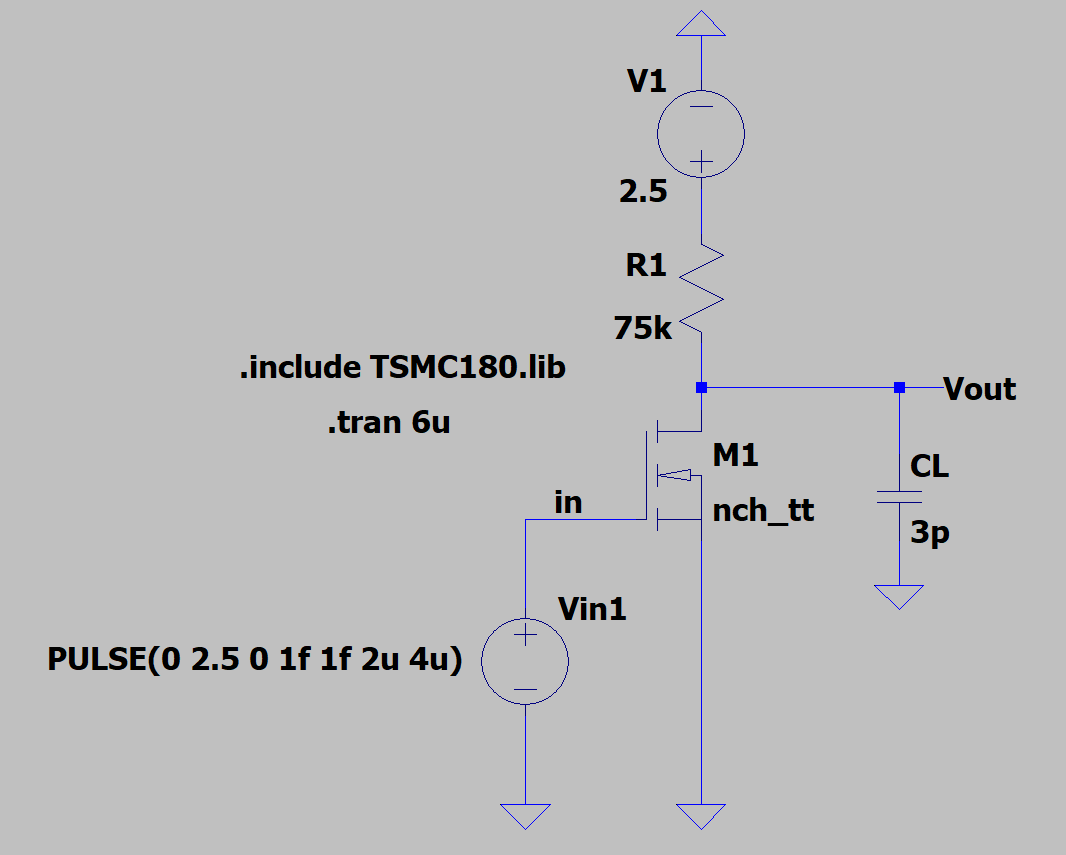 V1
2.5
R1
75k
.include TSMC180.lib
.tran 6u
Vout
M1
nch_tt
CL
3p
in
Vin1
PULSE(0 2.5 0 1f 1f 2u 4u)